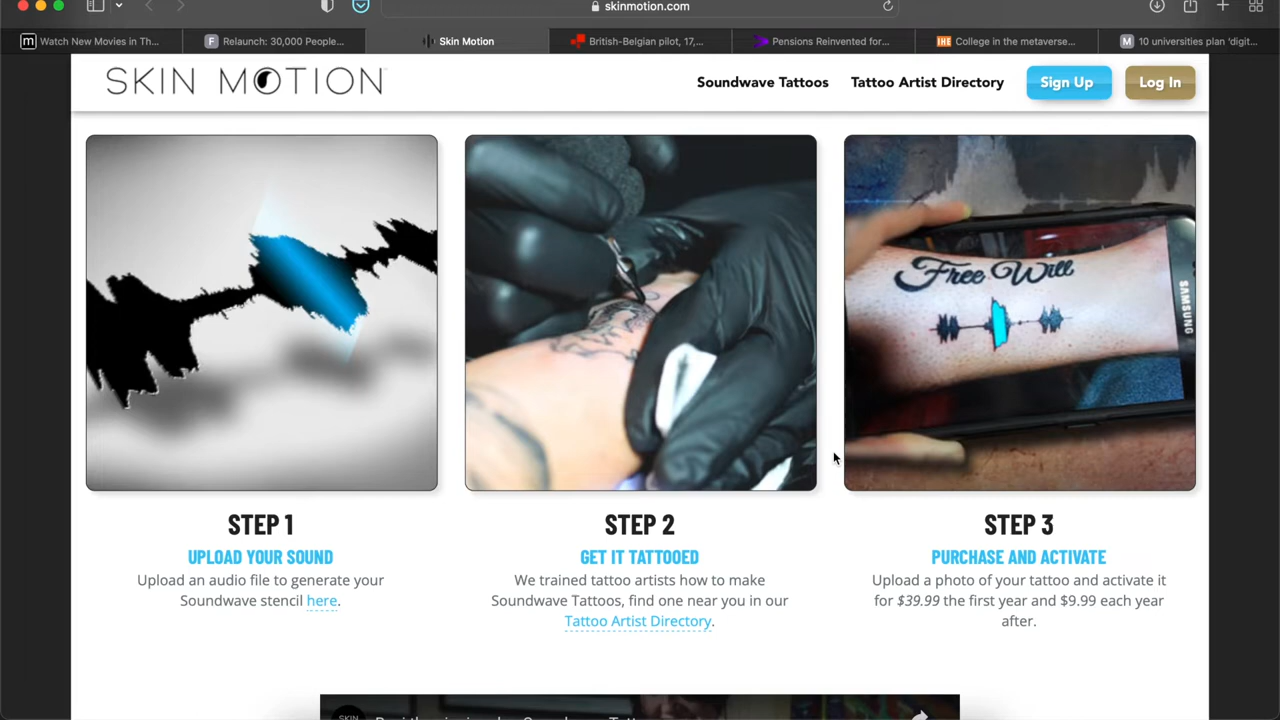 skinmotion.com
Watch New Movies in Th...
Relaunch: 30,000 People...
Skin Motion
British-Belgian pilot, 17,...
Pensions Reinvented for...
IHE
College in the metaverse...
M
10 universities plan 'digit...
SKIN MOTION
Soundwave Tattoos
Tattoo Artist Directory
Sign Up
Log In
Free Will
SAMSUNG
STEP 1
UPLOAD YOUR SOUND
Upload an audio file to generate your
Soundwave stencil here.
STEP 2
GET IT TATTOOED
We trained tattoo artists how to make
Soundwave Tattoos, find one near you in our
Tattoo Artist Directory.
STEP 3
PURCHASE AND ACTIVATE
Upload a photo of your tattoo and activate it
for $39.99 the first year and $9.99 each year
after.
SKIN